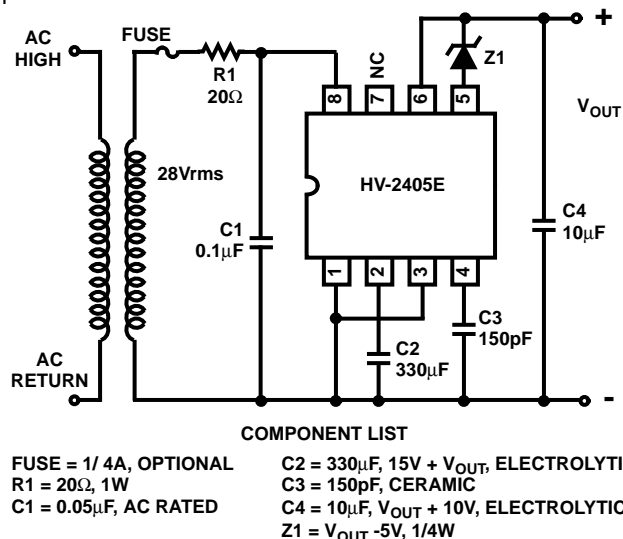 AC
HIGH
FUSE
R1
20Ω
28Vrms
C1
0.1µF
8
NC
7
6
5
Z1
+
VOUT
HV-2405E
C4
10µF
1
2
3
4
C3
150pF
C2
330µF
AC
RETURN
-
COMPONENT LIST
FUSE = 1/ 4A, OPTIONAL
R1 = 20Ω, 1W
C1 = 0.05µF, AC RATED
C2 = 330µF, 15V + VOUT, ELECTROLYTI
C3 = 150pF, CERAMIC
C4 = 10µF, VOUT + 10V, ELECTROLYTIC
Z1 = VOUT -5V, 1/4W